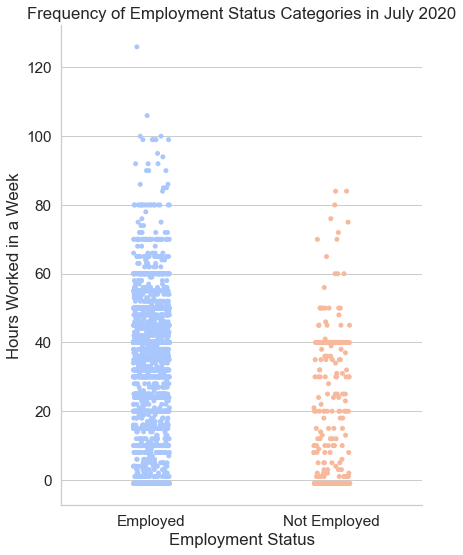 Frequency of Employment Status Categories in July 2020
120
100
80
60
40
20
0
Hours Worked in a Week
Employed
Not Employed
Employment Status